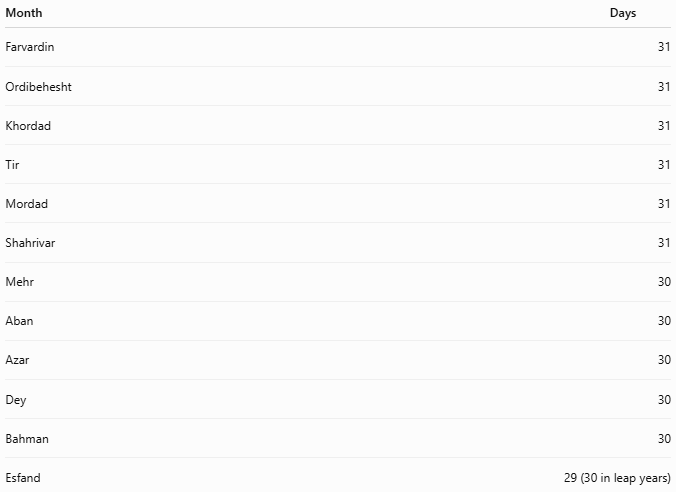 Month Days
Farvardin 31
Ordibehesht 31
Khordad 31
Tir 31
Mordad 31
Shahrivar 31
Mehr 30
Aban 30
Azar 30
Dey 30
Bahman 30
Esfand 29 (30 in leap years)